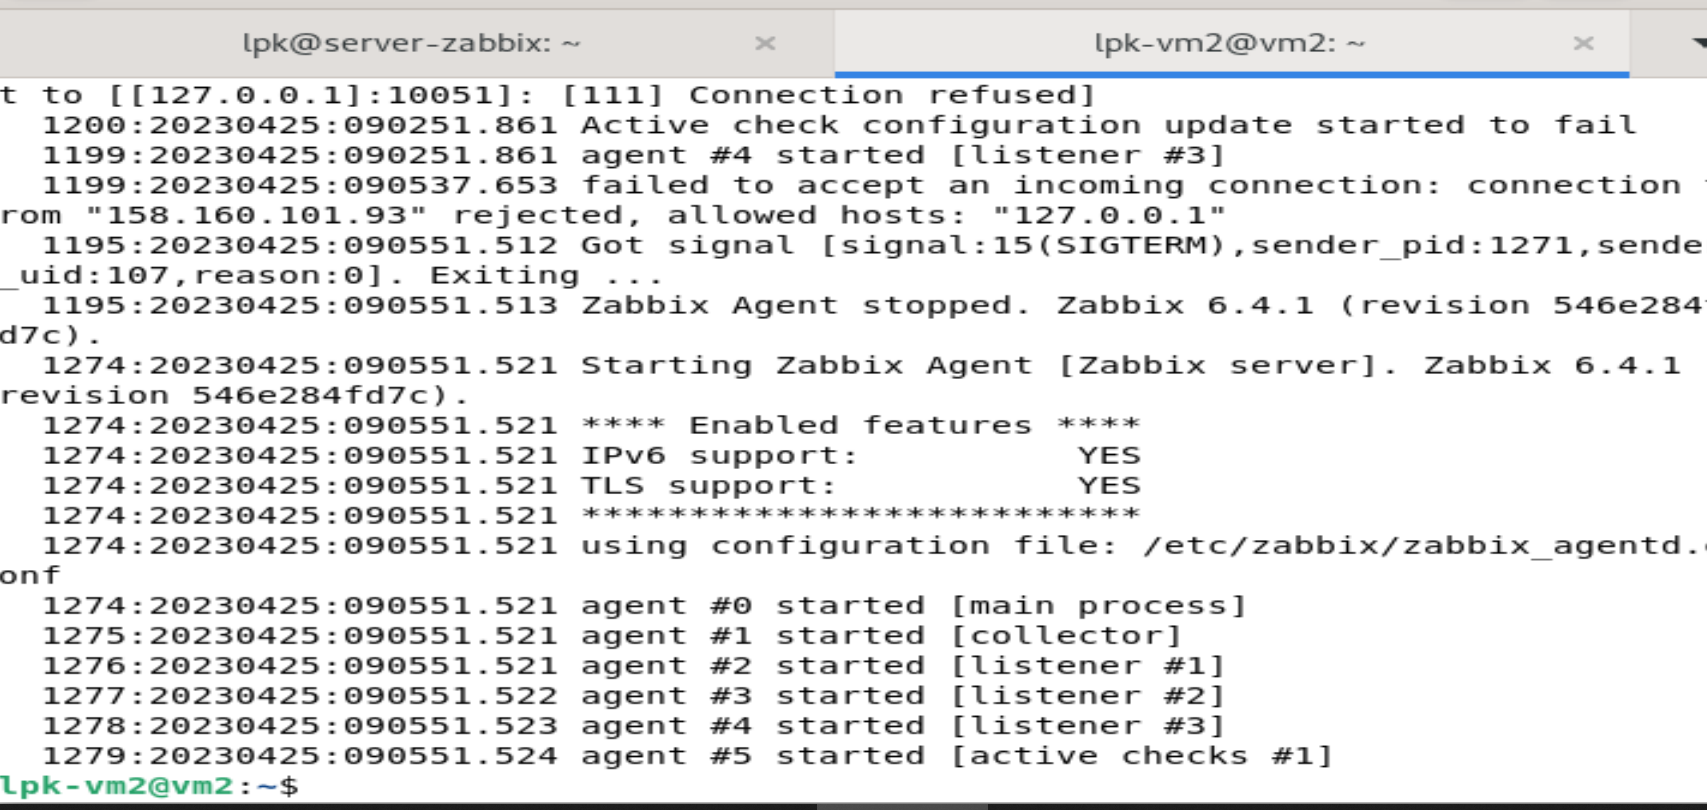 lpk@server-zabbix: ~ × lpk-vm2@vm2: ~ ×
t to [[127.0.0.1]:10051]: [111] Connection refused]
1200:20230425:090251.861 Active check configuration update started to fail
1199:20230425:090251.861 agent #4 started [listener #3]
1199:20230425:090537.653 failed to accept an incoming connection: connection
rom "158.160.101.93" rejected, allowed hosts: "127.0.0.1"
1195:20230425:090551.512 Got signal [signal:15(SIGTERM),sender_pid:1271,sende
_uid:107,reason:0]. Exiting ...
1195:20230425:090551.513 Zabbix Agent stopped. Zabbix 6.4.1 (revision 546e284
d7c).
1274:20230425:090551.521 Starting Zabbix Agent [Zabbix server]. Zabbix 6.4.1
revision 546e284fd7c).
1274:20230425:090551.521 **** Enabled features ****
1274:20230425:090551.521 IPv6 support: YES
1274:20230425:090551.521 TLS support: YES
1274:20230425:090551.521 **************************
1274:20230425:090551.521 using configuration file: /etc/zabbix/zabbix_agentd.
onf
1274:20230425:090551.521 agent #0 started [main process]
1275:20230425:090551.521 agent #1 started [collector]
1276:20230425:090551.521 agent #2 started [listener #1]
1277:20230425:090551.522 agent #3 started [listener #2]
1278:20230425:090551.523 agent #4 started [listener #3]
1279:20230425:090551.524 agent #5 started [active checks #1]
lpk-vm2@vm2:~$